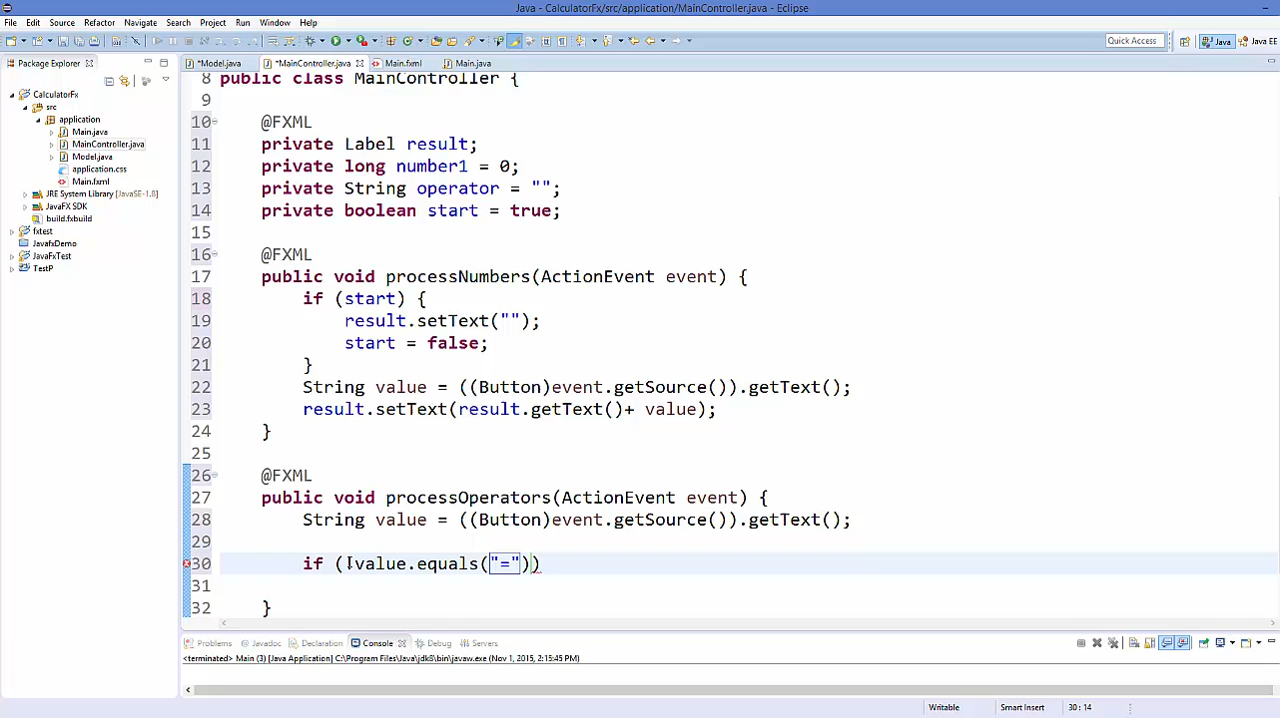 Java - CalculatorFx/src/application/MainController.java - Eclipse
File Edit Source Refactor Navigate Search Project Run Window Help
Quick Access Java Java EE
Package Explorer
CalculatorFx
src
application
Main.java
MainController.java
Model.java
application.css
Main.fxml
JRE System Library [JavaSE-1.8]
JavaFX SDK
build.fxbuild
fxtest
JavafxDemo
JavaFxTest
TestP
*Model.java *MainController.java Main.fxml Main.java
8 public class MainController {
9
10 @FXML
11 private Label result;
12 private long number1 = 0;
13 private String operator = "";
14 private boolean start = true;
15
16 @FXML
17 public void processNumbers(ActionEvent event) {
18 if (start) {
19 result.setText("");
20 start = false;
21 }
22 String value = ((Button)event.getSource()).getText();
23 result.setText(result.getText()+ value);
24 }
25
26 @FXML
27 public void processOperators(ActionEvent event) {
28 String value = ((Button)event.getSource()).getText();
29
30 if (!value.equals("="))
31
32 }
Problems @ Javadoc Declaration Console Debug Servers
<terminated> Main (3) [Java Application] C:\Program Files\Java\jdk8\bin\javaw.exe (Nov 1, 2015, 2:15:45 PM)
Writable Smart Insert 30 : 14